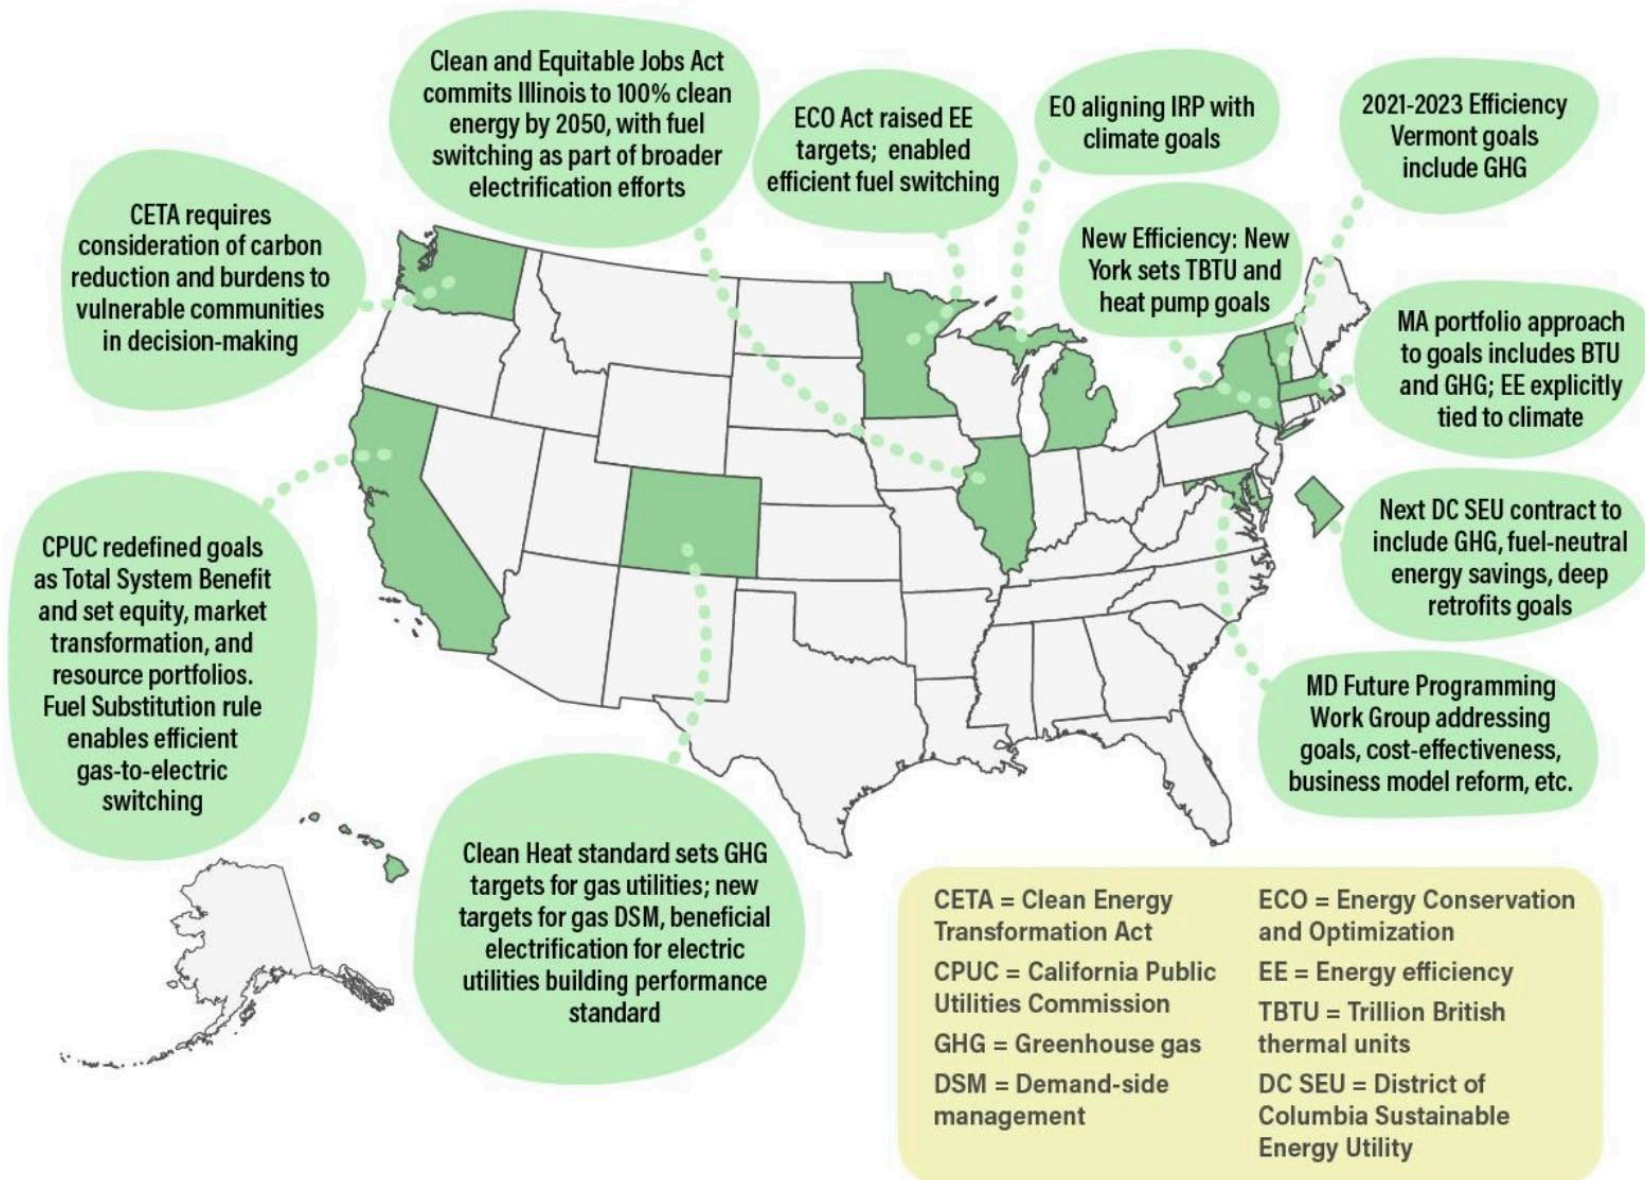 Clean and Equitable Jobs Act
commits Illinois to 100% clean
energy by 2050, with fuel
switching as part of broader
electrification efforts
ECO Act raised EE
targets; enabled
efficient fuel switching
EO aligning IRP with
climate goals
2021-2023 Efficiency
Vermont goals
include GHG
CETA requires
consideration of carbon
reduction and burdens to
vulnerable communities
in decision-making
New Efficiency: New
York sets TBTU and
heat pump goals
MA portfolio approach
to goals includes BTU
and GHG; EE explicitly
tied to climate
CPUC redefined goals
as Total System Benefit
and set equity, market
transformation, and
resource portfolios.
Fuel Substitution rule
enables efficient
gas-to-electric
switching
Next DC SEU contract to
include GHG, fuel-neutral
energy savings, deep
retrofits goals
MD Future Programming
Work Group addressing
goals, cost-effectiveness,
business model reform, etc.
Clean Heat standard sets GHG
targets for gas utilities; new
targets for gas DSM, beneficial
electrification for electric
utilities building performance
standard
CETA = Clean Energy
Transformation Act
CPUC = California Public
Utilities Commission
GHG = Greenhouse gas
DSM = Demand-side
management
ECO = Energy Conservation
and Optimization
EE = Energy efficiency
TBTU = Trillion British
thermal units
DC SEU = District of
Columbia Sustainable
Energy Utility